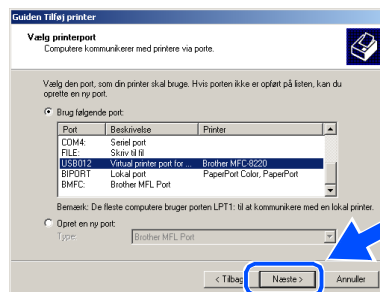 Guiden Tilføj printer
Vælg printerport
Computere kommunikerer med printere via porte.
Vælg den port, som din printer skal bruge. Hvis porten ikke er opført på listen, kan du
oprette en ny port.
Brug følgende port:
Port Beskrivelse Printer
COM4: Seriel port
FILE: Skriv til fil
USB012 Virtual printer port for ... Brother MFC-8220
BIPORT Lokal port PaperPort Color, PaperPort
BMFC: Brother MFL Port
Bemærk: De fleste computere bruger porten LPT1: til at kommunikere med en lokal printer.
Opret en ny port:
Type: Brother MFL Port
< Tilbag Næste > Annuller